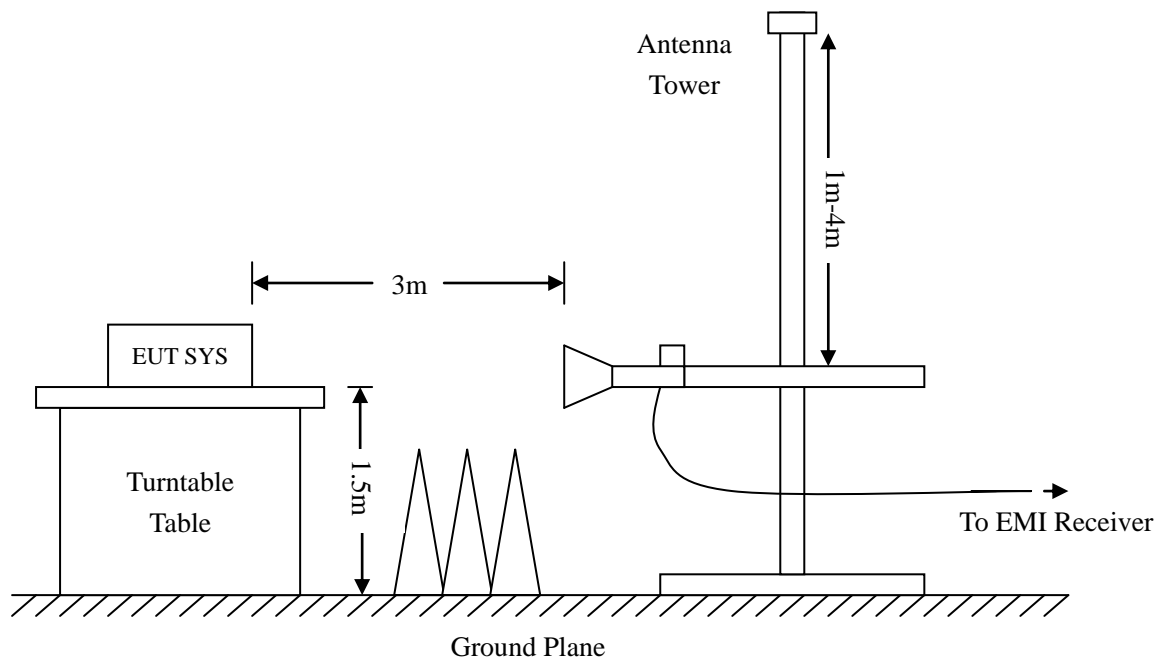 Antenna
Tower
1m-4m
3m
EUT SYS
1.5m
Turntable
Table
To EMI Receiver
Ground Plane